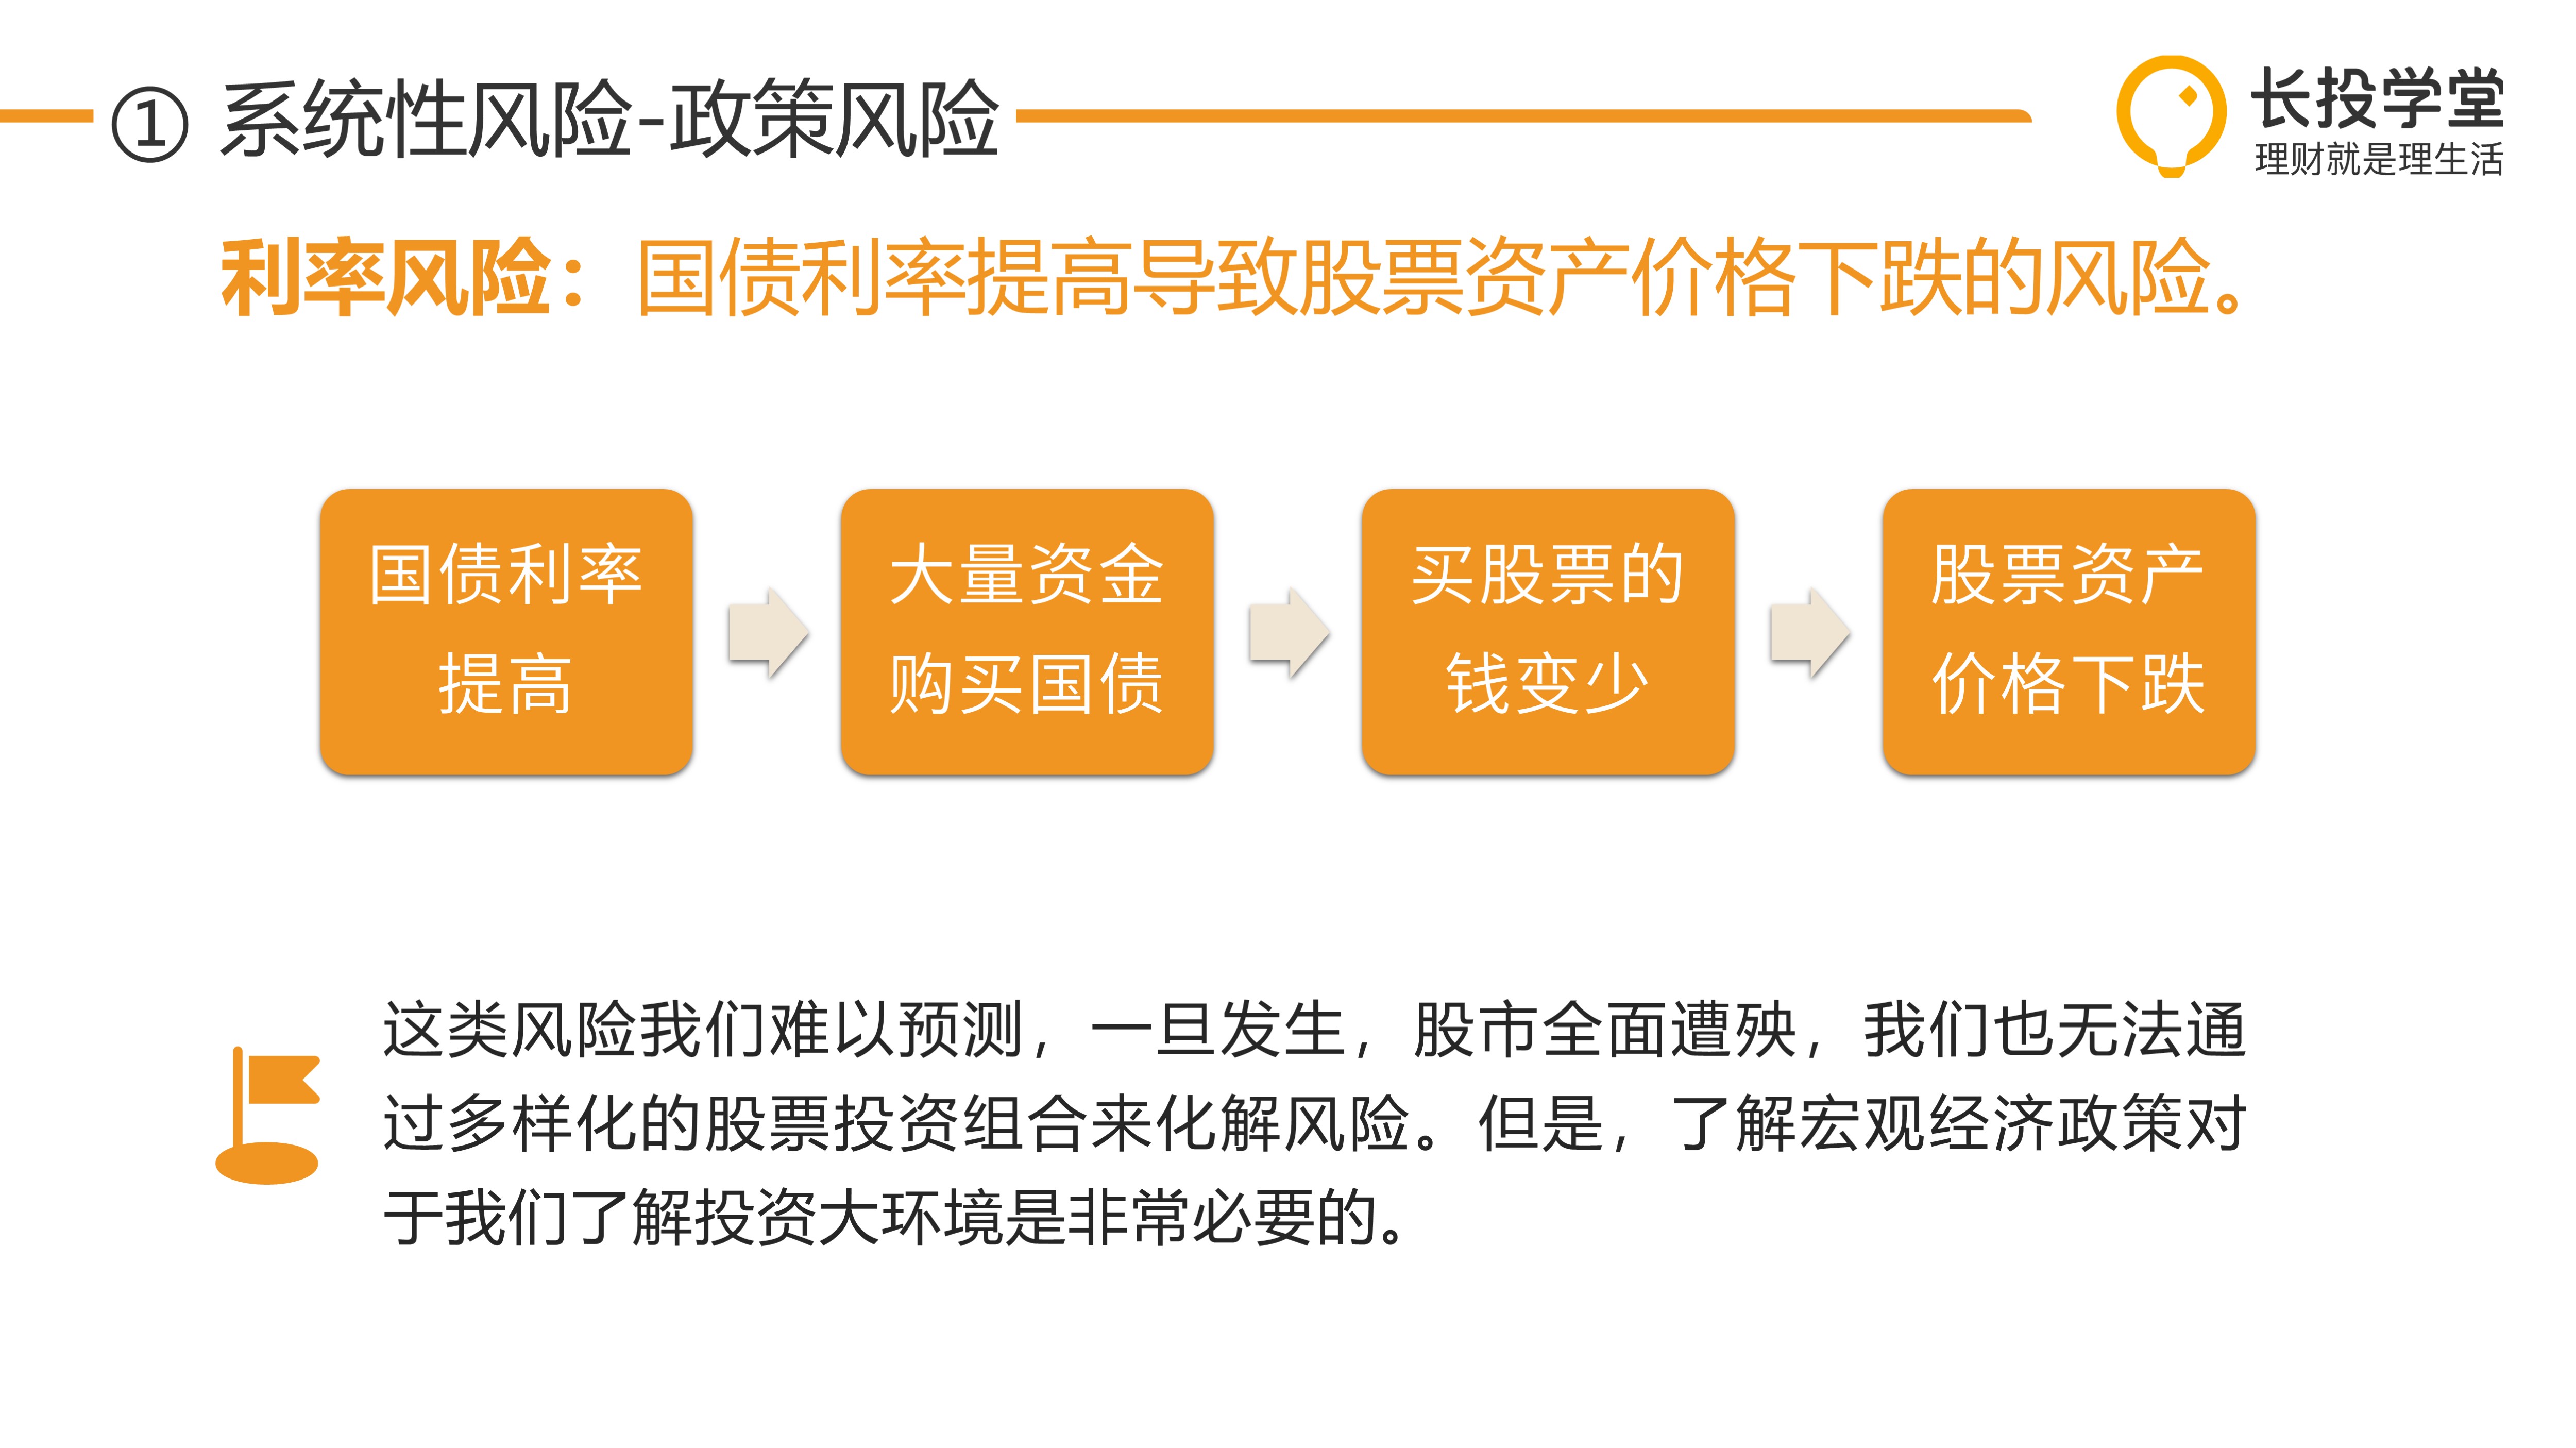 ① 系统性风险-政策风险
长投学堂
理财就是理生活
利率风险：国债利率提高导致股票资产价格下跌的风险。
国债利率
提高
大量资金
购买国债
买股票的
钱变少
股票资产
价格下跌
这类风险我们难以预测，一旦发生，股市全面遭殃，我们也无法通
过多样化的股票投资组合来化解风险。但是，了解宏观经济政策对
于我们了解投资大环境是非常必要的。